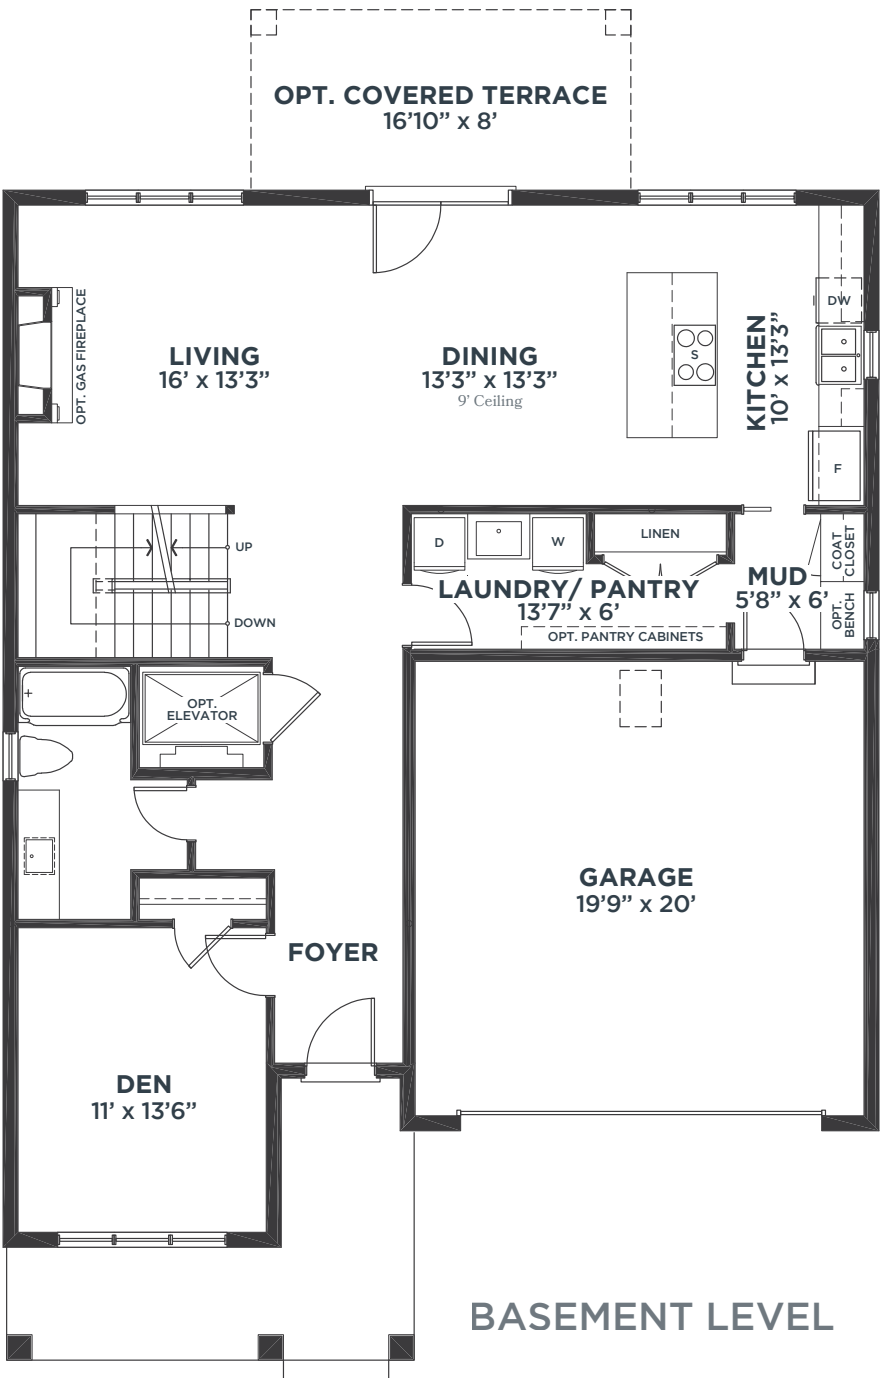 OPT. COVERED TERRACE
16’10” x 8’
OPT. GAS FIREPLACE
LIVING
16’ x 13’3”
DINING
13’3” x 13’3”
9’ Ceiling
S
KITCHEN
10’ x 13’3”
DW
F
UP
DOWN
D
W
LINEN
LAUNDRY/ PANTRY
13’7” x 6’
OPT. PANTRY CABINETS
MUD
5’8” x 6’
COAT
CLOSET
OPT.
BENCH
OPT.
ELEVATOR
GARAGE
19’9” x 20’
FOYER
DEN
11’ x 13’6”
BASEMENT LEVEL